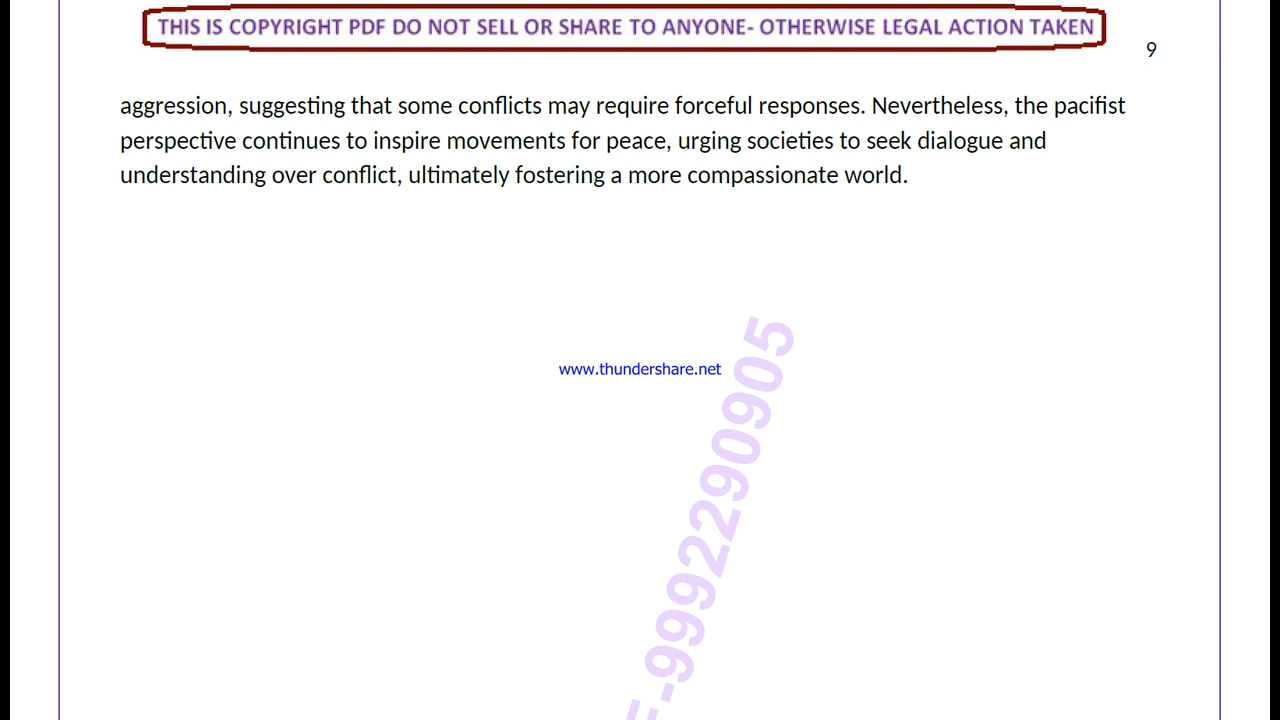 THIS IS COPYRIGHT PDF DO NOT SELL OR SHARE TO ANYONE- OTHERWISE LEGAL ACTION TAKEN
9
aggression, suggesting that some conflicts may require forceful responses. Nevertheless, the pacifist
perspective continues to inspire movements for peace, urging societies to seek dialogue and
understanding over conflict, ultimately fostering a more compassionate world.
www.thundershare.net
-9992290905